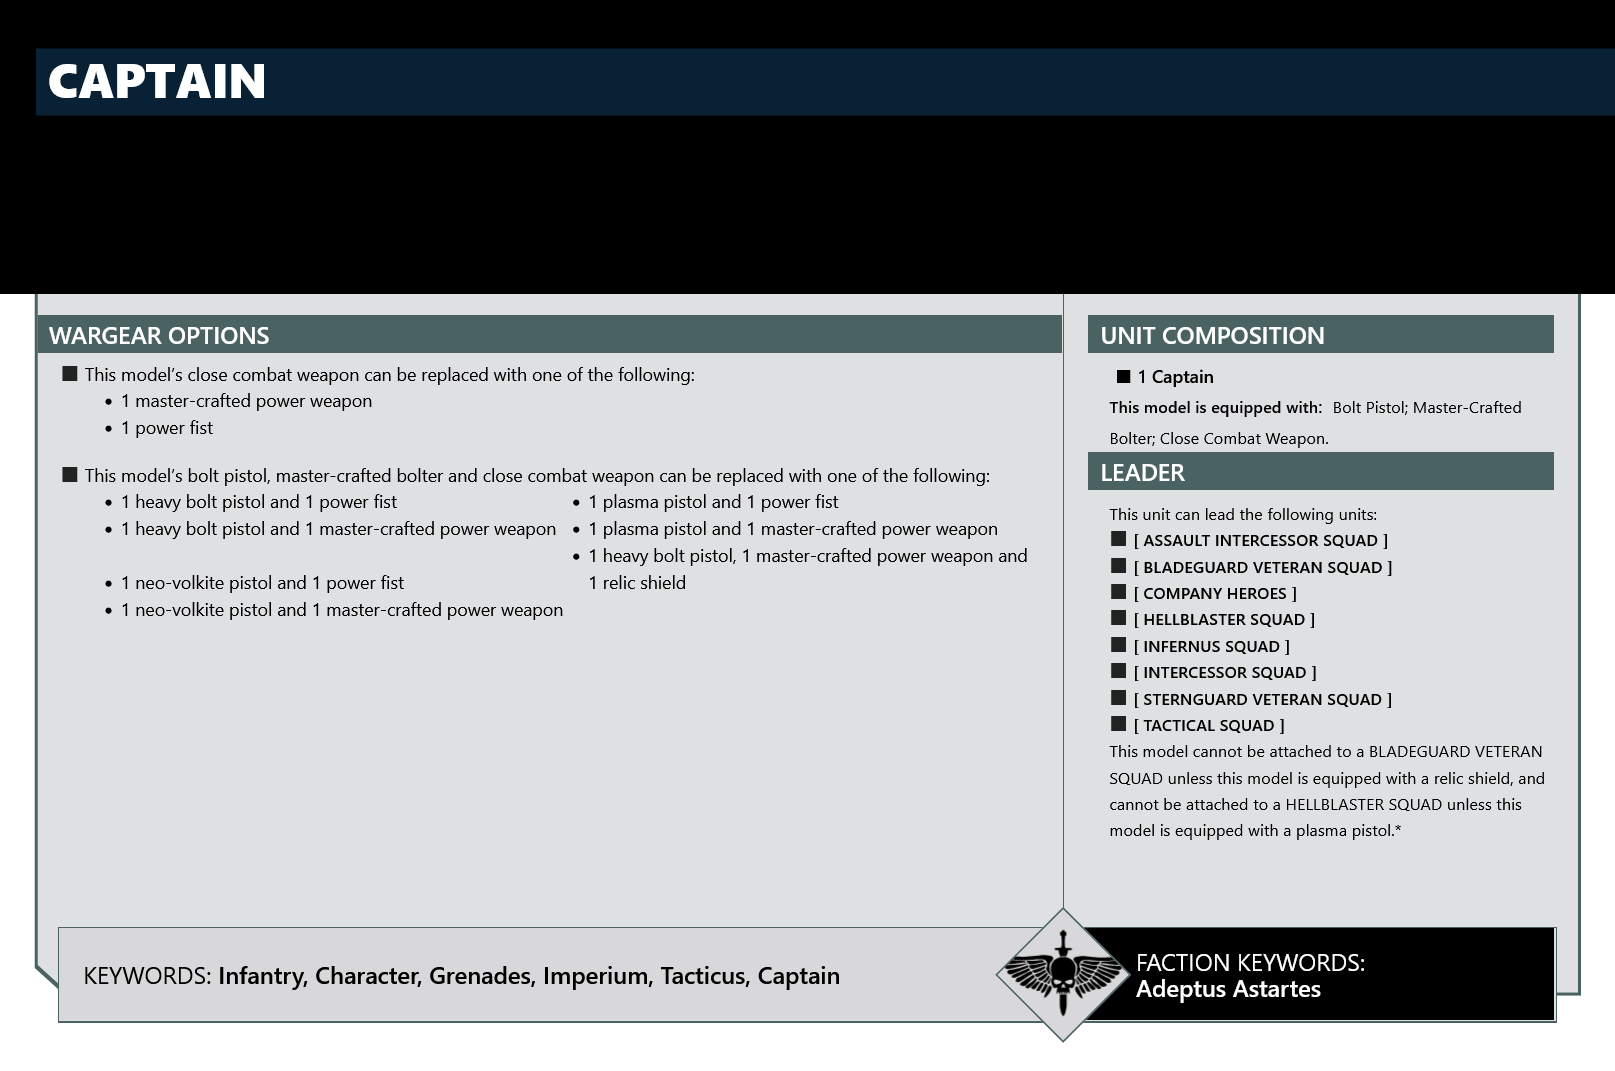 CAPTAIN
WARGEAR OPTIONS
This model's close combat weapon can be replaced with one of the following:
• 1 master-crafted power weapon
• 1 power fist
This model's bolt pistol, master-crafted bolter and close combat weapon can be replaced with one of the following:
• 1 heavy bolt pistol and 1 power fist
• 1 heavy bolt pistol and 1 master-crafted power weapon
• 1 neo-volkite pistol and 1 power fist
• 1 neo-volkite pistol and 1 master-crafted power weapon
• 1 plasma pistol and 1 power fist
• 1 plasma pistol and 1 master-crafted power weapon
• 1 heavy bolt pistol, 1 master-crafted power weapon and
1 relic shield
UNIT COMPOSITION
■ 1 Captain
This model is equipped with: Bolt Pistol; Master-Crafted
Bolter; Close Combat Weapon.
LEADER
This unit can lead the following units:
■ [ ASSAULT INTERCESSOR SQUAD ]
■ [ BLADEGUARD VETERAN SQUAD ]
■ [ COMPANY HEROES ]
■ [ HELLBLASTER SQUAD ]
■ [ INFERNUS SQUAD ]
■ [ INTERCESSOR SQUAD ]
■ [ STERNGUARD VETERAN SQUAD ]
■ [ TACTICAL SQUAD ]
This model cannot be attached to a BLADEGUARD VETERAN
SQUAD unless this model is equipped with a relic shield, and
cannot be attached to a HELLBLASTER SQUAD unless this
model is equipped with a plasma pistol.*
KEYWORDS: Infantry, Character, Grenades, Imperium, Tacticus, Captain
FACTION KEYWORDS:
Adeptus Astartes